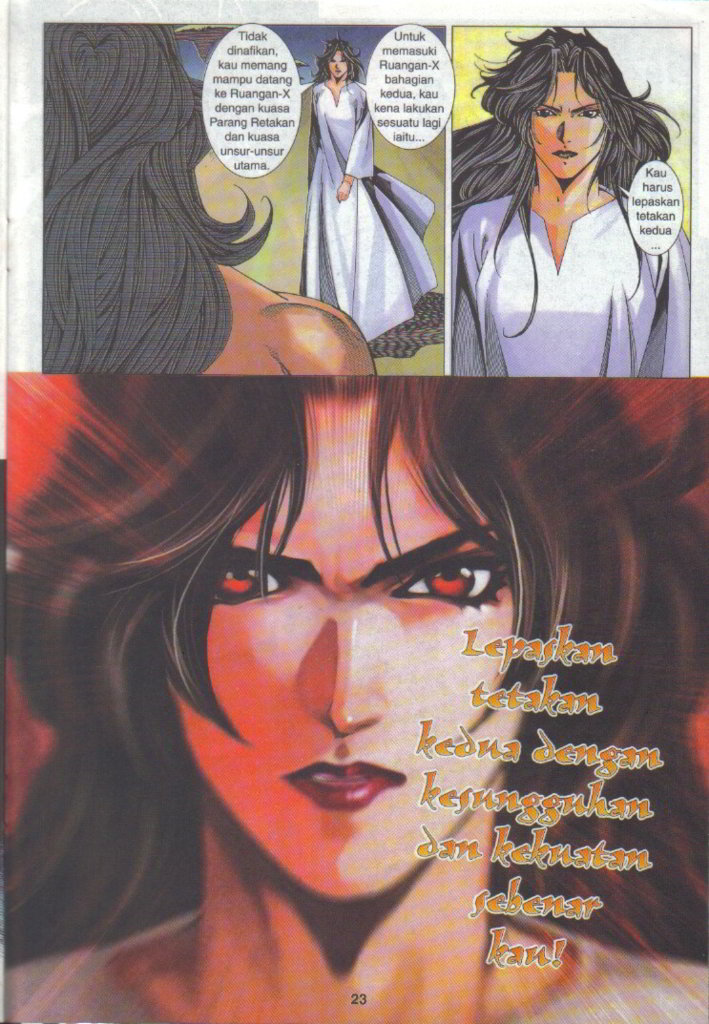 Tidak
dinafikan,
kau memang
mampu datang
ke Ruangan-X
dengan kuasa
Parang Retakan
dan kuasa
unsur-unsur
utama.
Untuk
memasuki
Ruangan-X
bahagian
kedua, kau
kena lakukan
sesuatu lagi
iaitu...
Kau
harus
lepaskan
tetakan
kedua
...
Lepaskan
tetakan
kedua dengan
kesungguhan
dan kekuatan
sebenar
kau!
23